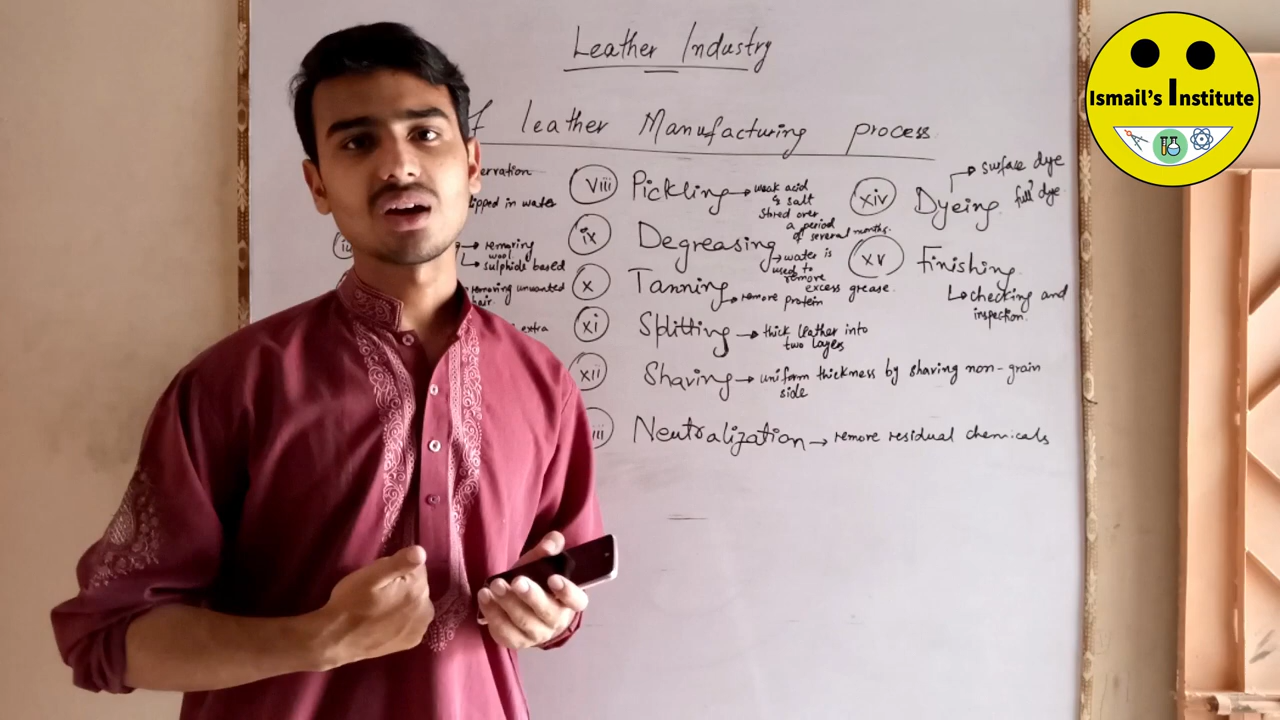 Leather Industry
f leather Manufacturing process
ervation
ipped in water
removing
wool
sulphids based
removing unwanted
hair
extra
viii Pickling → weak acid
& salt
stored over
a period
of several months.
ix Degreasing → water is
used to
remove
excess grease.
x Tanning → remove protein
xi Splitting → thick leather into
two layers
xii Shaving → uniform thickness by shaving non-grain
side
iii Neutralization → remove residual chemicals
xiv Dyeing → surface dye
full dye
xv Finishing
↳ checking and
inspection.
Ismail's Institute